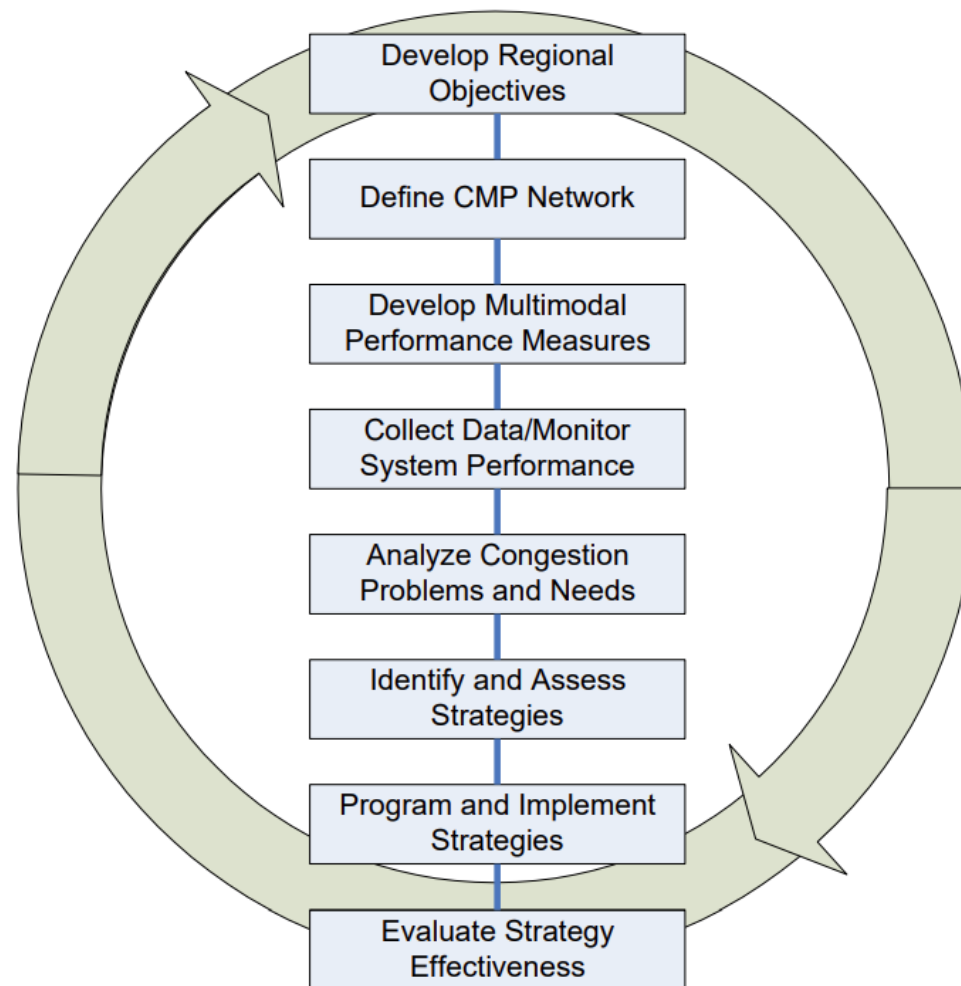 Develop Regional
Objectives
Define CMP Network
Develop Multimodal
Performance Measures
Collect Data/Monitor
System Performance
Analyze Congestion
Problems and Needs
Identify and Assess
Strategies
Program and Implement
Strategies
Evaluate Strategy
Effectiveness